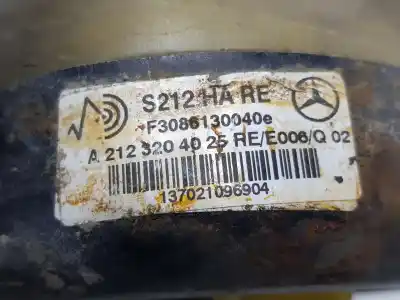 S212 HA RE
F3086130040e
A 212 320 40 25 RE/E006/Q 02
137021096904